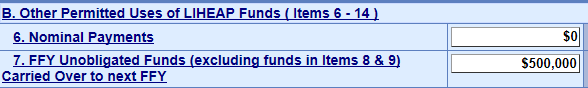 B. Other Permitted Uses of LIHEAP Funds ( Items 6 - 14 )
6. Nominal Payments
$0
7. FFY Unobligated Funds (excluding funds in Items 8 & 9)
Carried Over to next FFY
$500,000